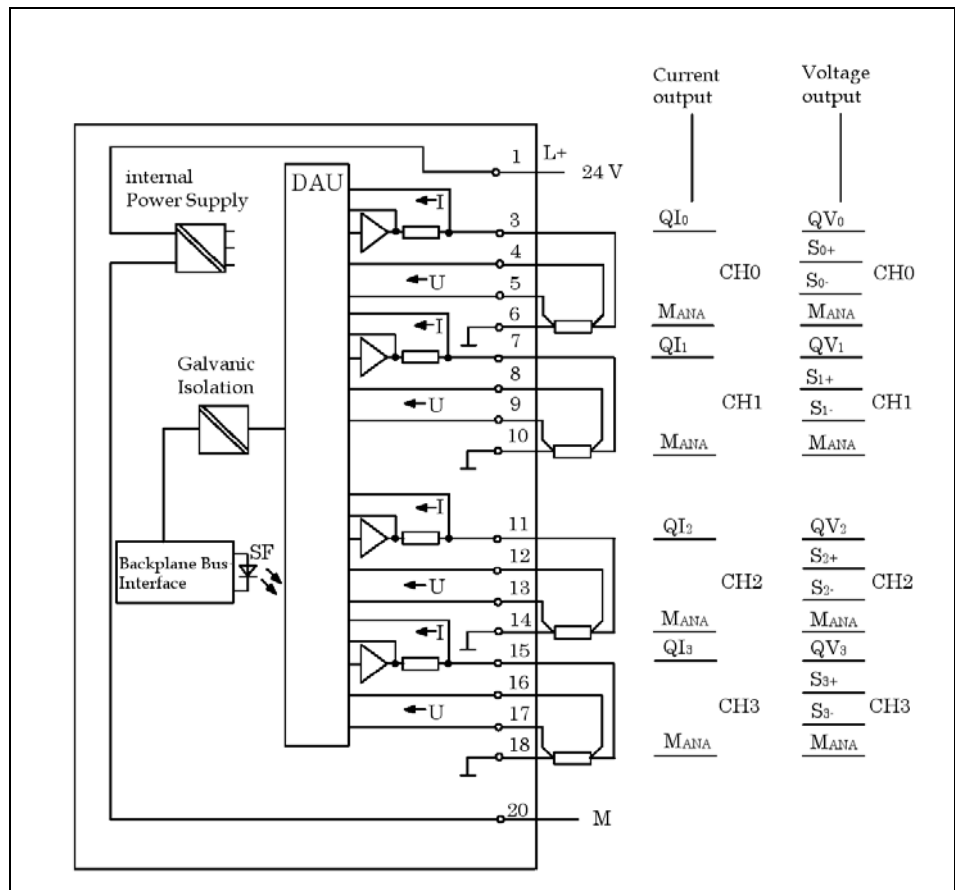 Current output
Voltage output
1
L+
24 V
internal
Power Supply
DAU
I
3
QI0
QV0
4
S0+
CH0
CH0
U
5
S0-
I
6
MANA
MANA
7
QI1
QV1
Galvanic
Isolation
8
S1+
U
9
CH1
S1-
CH1
10
MANA
MANA
I
11
QI2
QV2
SF
12
S2+
Backplane Bus
Interface
U
13
CH2
S2-
CH2
14
MANA
MANA
I
15
QI3
QV3
16
S3+
U
17
CH3
S3-
CH3
18
MANA
MANA
20
M